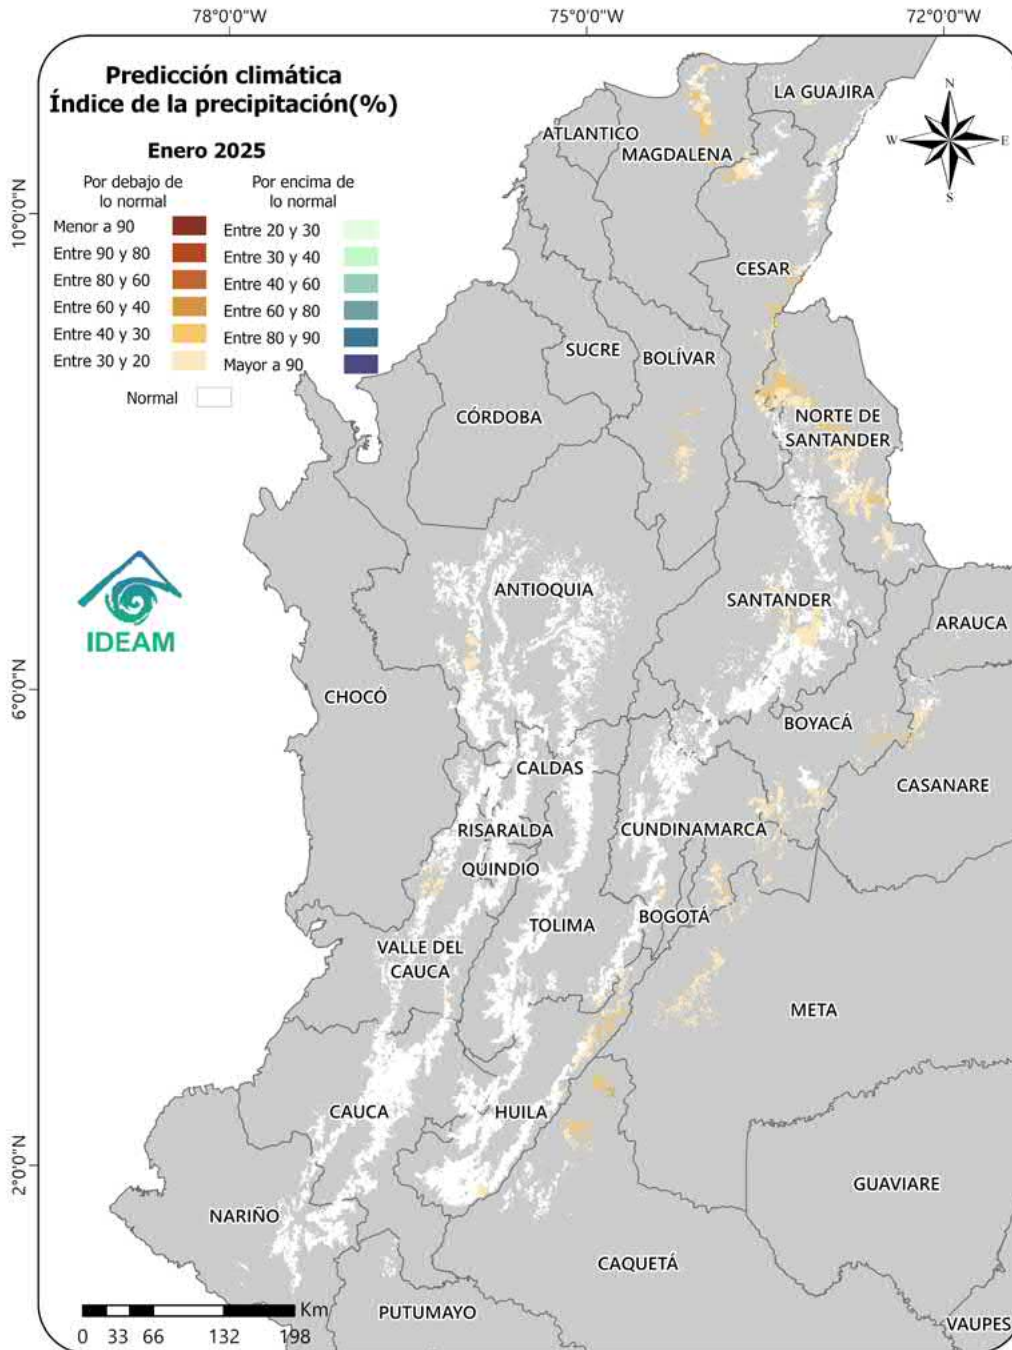 78°0'0"W
75°0'0"W
72°0'0"W
Predicción climática
Índice de la precipitación(%)
Enero 2025
Por debajo de
lo normal
Menor a 90
Entre 90 y 80
Entre 80 y 60
Entre 60 y 40
Entre 40 y 30
Entre 30 y 20
Por encima de
lo normal
Entre 20 y 30
Entre 30 y 40
Entre 40 y 60
Entre 60 y 80
Entre 80 y 90
Mayor a 90
Normal
N
W
E
S
10°0'0"N
6°0'0"N
2°0'0"N
LA GUAJIRA
ATLANTICO
MAGDALENA
CESAR
SUCRE
BOLÍVAR
CÓRDOBA
NORTE DE
SANTANDER
ANTIOQUIA
SANTANDER
ARAUCA
IDEAM
CHOCÓ
BOYACÁ
CALDAS
CASANARE
RISARALDA
CUNDINAMARCA
QUINDIO
BOGOTÁ
TOLIMA
VALLE DEL
CAUCA
META
CAUCA
HUILA
GUAVIARE
NARIÑO
CAQUETÁ
PUTUMAYO
VAUPES
Km
0 33 66 132 198